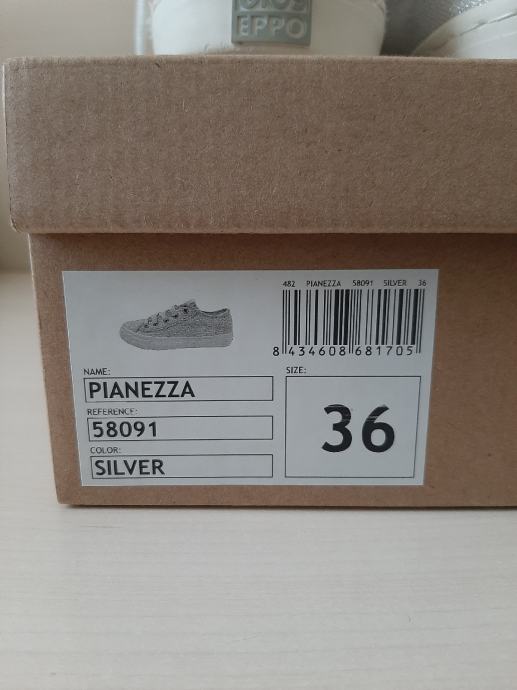 EPPO
482 PIANEZZA 58091 SILVER 36
8 434608 681705
NAME:
PIANEZZA
REFERENCE:
58091
COLOR:
SILVER
SIZE:
36